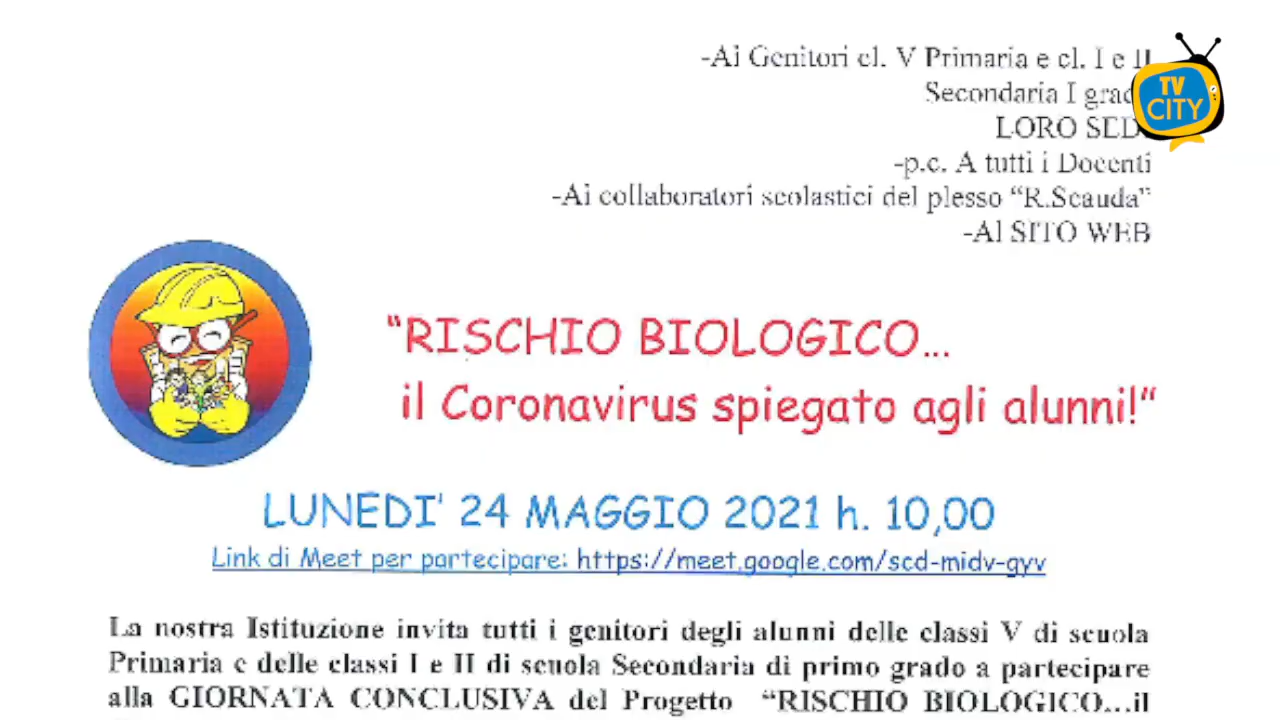 -Ai Genitori cl. V Primaria e cl. I e II
Secondaria I grado
LORO SEDI
-p.c. A tutti i Docenti
-Ai collaboratori scolastici del plesso “R.Scauda”
-Al SITO WEB
TV
CITY
“RISCHIO BIOLOGICO...
il Coronavirus spiegato agli alunni!“
LUNEDI’ 24 MAGGIO 2021 h. 10,00
Link di Meet per partecipare: https://meet.google.com/scd-midv-gyv
La nostra Istituzione invita tutti i genitori degli alunni delle classi V di scuola
Primaria e delle classi I e II di scuola Secondaria di primo grado a partecipare
alla GIORNATA CONCLUSIVA del Progetto “RISCHIO BIOLOGICO...il